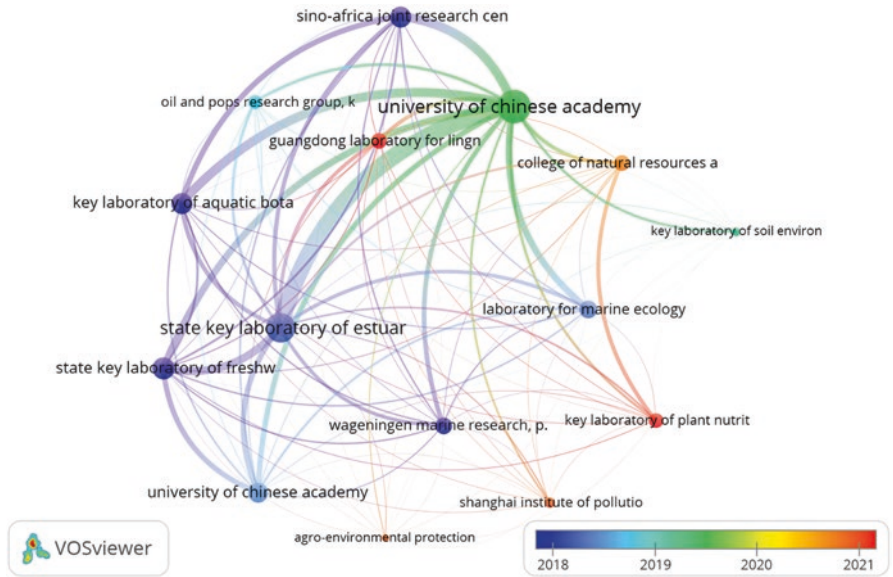 sino-africa joint research cen
oil and pops research group, k
university of chinese academy
guangdong laboratory for lingn
college of natural resources a
key laboratory of aquatic bota
key laboratory of soil environ
laboratory for marine ecology
state key laboratory of estuar
state key laboratory of freshw
wageningen marine research, p.
key laboratory of plant nutrit
university of chinese academy
shanghai institute of pollutio
agro-environmental protection
VOSviewer
2018 2019 2020 2021